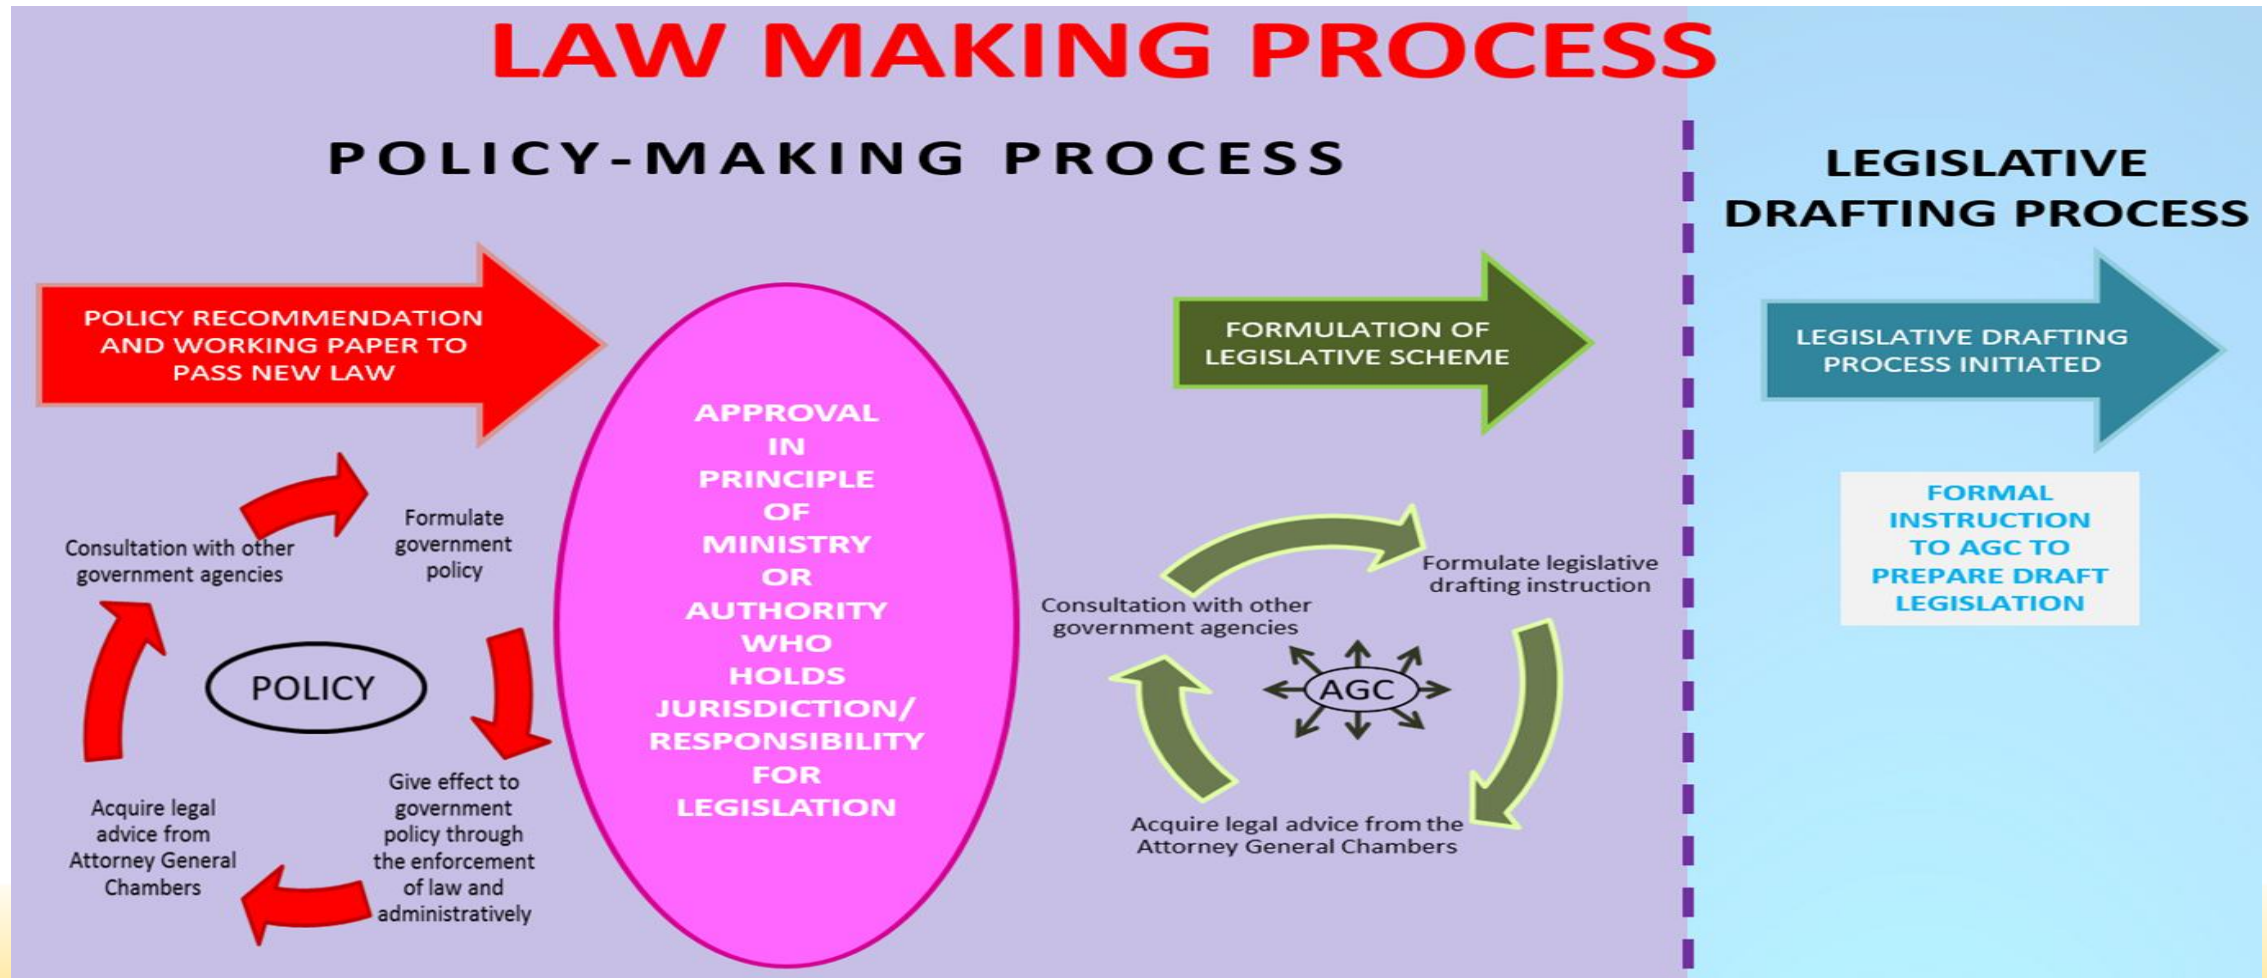 LAW MAKING PROCESS
POLICY-MAKING PROCESS
LEGISLATIVE
DRAFTING PROCESS
POLICY RECOMMENDATION
AND WORKING PAPER TO
PASS NEW LAW
Formulate
government
policy
Give effect to
government
policy through
the enforcement
of law and
administratively
Acquire legal
advice from
Attorney General
Chambers
Consultation with other
government agencies
POLICY
APPROVAL
IN
PRINCIPLE
OF
MINISTRY
OR
AUTHORITY
WHO
HOLDS
JURISDICTION/
RESPONSIBILITY
FOR
LEGISLATION
FORMULATION OF
LEGISLATIVE SCHEME
Formulate legislative
drafting instruction
Acquire legal advice from the
Attorney General Chambers
Consultation with other
government agencies
AGC
LEGISLATIVE DRAFTING
PROCESS INITIATED
FORMAL
INSTRUCTION
TO AGC TO
PREPARE DRAFT
LEGISLATION